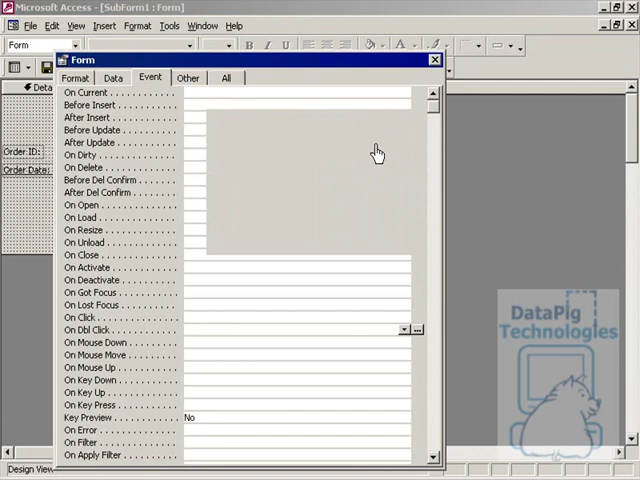 Microsoft Access - [SubForm1 : Form]
File Edit View Insert Format Tools Window Help
Form
B I U
Form
Format Data Event Other All
Deta
Order ID:
Order Date:
On Current . . . . . . . . . . . .
Before Insert . . . . . . . . . .
After Insert . . . . . . . . . . .
Before Update . . . . . . . . .
After Update . . . . . . . . . .
On Dirty . . . . . . . . . . . . .
On Delete . . . . . . . . . . . .
Before Del Confirm . . . . . .
After Del Confirm . . . . . . .
On Open . . . . . . . . . . . . .
On Load . . . . . . . . . . . . .
On Resize . . . . . . . . . . . .
On Unload . . . . . . . . . . . .
On Close . . . . . . . . . . . . .
On Activate . . . . . . . . . . .
On Deactivate . . . . . . . . .
On Got Focus . . . . . . . . . .
On Lost Focus . . . . . . . . .
On Click . . . . . . . . . . . . .
On Dbl Click . . . . . . . . . . . ...
On Mouse Down . . . . . . . .
On Mouse Move . . . . . . . .
On Mouse Up . . . . . . . . . .
On Key Down . . . . . . . . . .
On Key Up . . . . . . . . . . . .
On Key Press . . . . . . . . . .
Key Preview . . . . . . . . . . No
On Error . . . . . . . . . . . . .
On Filter . . . . . . . . . . . . .
On Apply Filter . . . . . . . . .
DataPig
Technologies
Design View